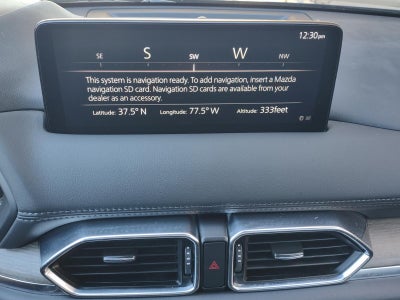 12:30pm
SE S SW W NW
This system is navigation ready. To add navigation, insert a Mazda
navigation SD card. Navigation SD cards are available from your
dealer as an accessory.
Latitude: 37.5° N Longitude: 77.5° W Altitude: 333feet